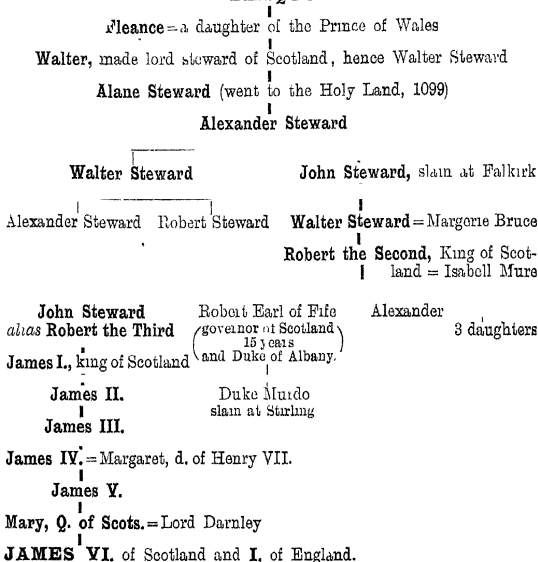 Fleance = a daughter of the Prince of Wales
Walter, made lord steward of Scotland, hence Walter Steward
Alane Steward (went to the Holy Land, 1099)
Alexander Steward
Walter Steward
John Steward, slain at Falkirk
Alexander Steward Robert Steward
Walter Steward = Margerie Bruce
Robert the Second, King of Scot-
land = Isabell Mure
John Steward
alias Robert the Third
Robert Earl of Fife
(governor of Scotland
15 years
and Duke of Albany.)
Alexander
3 daughters
James I., king of Scotland
James II.
Duke Murdo
slain at Stirling
James III.
James IV. = Margaret, d. of Henry VII.
James V.
Mary, Q. of Scots. = Lord Darnley
JAMES VI. of Scotland and I. of England.